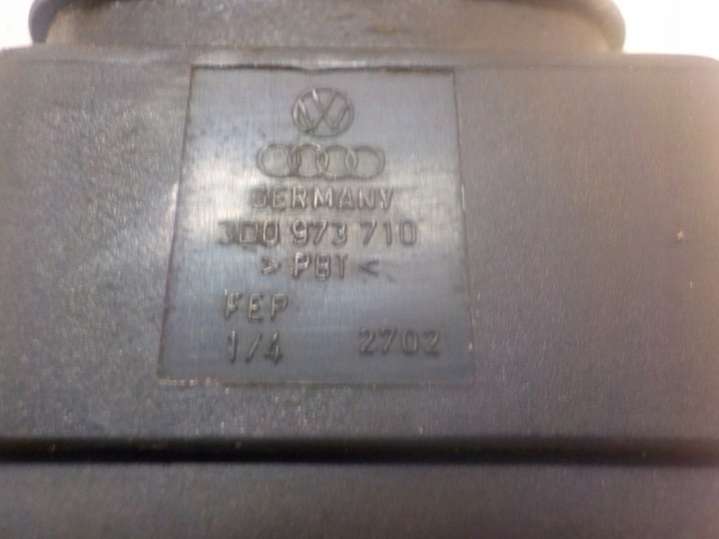 GERMANY
3D0 973 710
> PBT <
FEP
1/4 2702